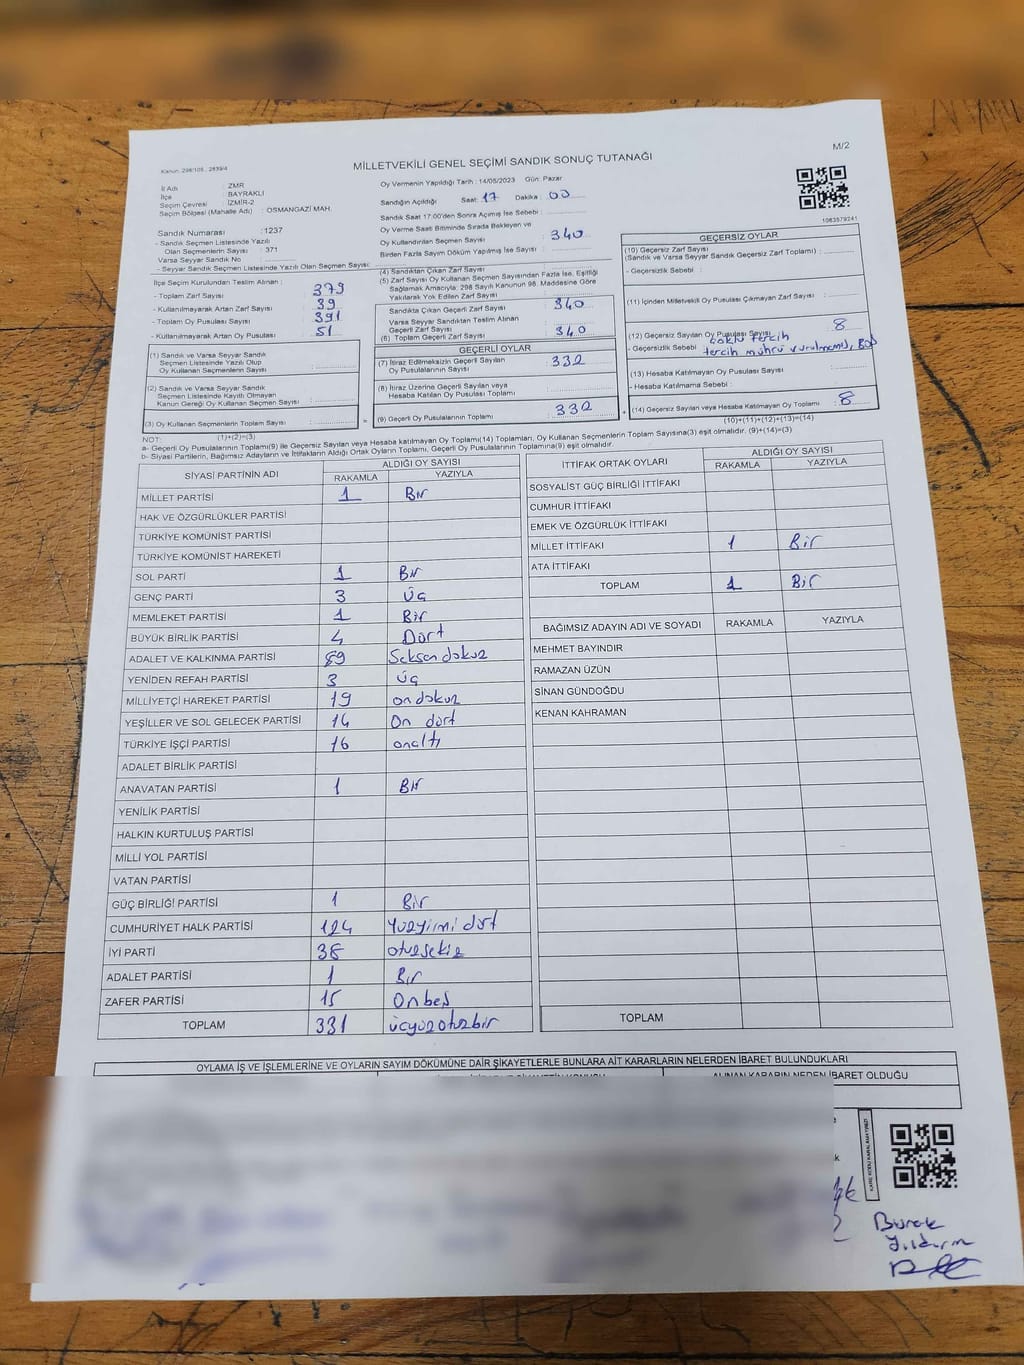 M/2
Kanun: 298/105 , 2839/4
MİLLETVEKİLİ GENEL SEÇİMİ SANDIK SONUÇ TUTANAĞI
İl Adı : İZMİR
İlçe : BAYRAKLI
Seçim Çevresi : İZMİR-2
Seçim Bölgesi (Mahalle Adı) : OSMANGAZİ MAH.
Sandık Numarası :1237
- Sandık Seçmen Listesinde Yazılı
Olan Seçmenlerin Sayısı : 371
Varsa Seyyar Sandık No :
- Seyyar Sandık Seçmen Listesinde Yazılı Olan Seçmen Sayısı:
Oy Vermenin Yapıldığı Tarih : 14/05/2023 Gün: Pazar
Sandığın Açıldığı Saat: 17 Dakika : 00
Sandık Saat 17:00'den Sonra Açımış İse Sebebi :
Oy Verme Saati Bitiminde Sırada Bekleyen ve
Oy Kullandırılan Seçmen Sayısı : 340
Birden Fazla Sayım Döküm Yapılmış İse Sayısı :
1063579241
İlçe Seçim Kurulundan Teslim Alınan :
- Toplam Zarf Sayısı : 379
- Kullanılmayarak Artan Zarf Sayısı : 39
- Toplam Oy Pusulası Sayısı : 391
- Kullanılmayarak Artan Oy Pusulası : 51
(1) Sandık ve Varsa Seyyar Sandık
Seçmen Listesinde Yazılı Olup
Oy Kullanan Seçmenlerin Sayısı :
(2) Sandık ve Varsa Seyyar Sandık
Seçmen Listesinde Kayıtlı Olmayan
Kanun Gereği Oy Kullanan Seçmen Sayısı :
(3) Oy Kullanan Seçmenlerin Toplam Sayısı :
(1)+(2)=(3)
(4) Sandıktan Çıkan Zarf Sayısı
(5) Zarf Sayısı Oy Kullanan Seçmen Sayısından Fazla İse, Eşitliği
Sağlamak Amacıyla; 298 Sayılı Kanunun 98. Maddesine Göre
Yakılarak Yok Edilen Zarf Sayısı :
Sandıkta Çıkan Geçerli Zarf Sayısı : 340
Varsa Seyyar Sandıktan Teslim Alınan
Geçerli Zarf Sayısı :
(6) Toplam Geçerli Zarf Sayısı : 340
GEÇERLİ OYLAR
(7) İtiraz Edilmeksizin Geçerli Sayılan
Oy Pusulalarının Sayısı : 332
(8) İtiraz Üzerine Geçerli Sayılan veya
Hesaba Katılan Oy Pusulalarının Toplamı :
(9) Geçerli Oy Pusulalarının Toplamı : 332
GEÇERSİZ OYLAR
(10) Geçersiz Zarf Sayısı
(Sandık ve Varsa Seyyar Sandık Geçersiz Zarf Toplamı) :
- Geçersizlik Sebebi :
(11) İçinden Milletvekili Oy Pusulası Çıkmayan Zarf Sayısı :
(12) Geçersiz Sayılan Oy Pusulası Sayısı : 8
- Geçersizlik Sebebi : çoklu tercih
tercih mührü vurulmamış, Boş
(13) Hesaba Katılmayan Oy Pusulası Sayısı :
- Hesaba Katılmama Sebebi :
(14) Geçersiz Sayılan veya Hesaba Katılmayan Oy Toplamı : 8
(10)+(11)+(12)+(13)=(14)
NOT:
a- Geçerli Oy Pusulaları Toplamı(9) ile Geçersiz Sayılan veya Hesaba katılmayan Oy Toplamı(14) Toplamları, Oy Kullanan Seçmenlerin Toplam Sayısına(3) eşit olmalıdır. (9)+(14)=(3)
b- Siyasi Partilerin, Bağımsız Adayların ve İttifakların Aldığı Ortak Oyların Toplamı, Geçerli Oy Pusulalarının Toplamına(9) eşit olmalıdır.
SİYASİ PARTİNİN ADI ALDIĞI OY SAYISI
RAKAMLA YAZIYLA
MİLLET PARTİSİ 1 Bir
HAK VE ÖZGÜRLÜKLER PARTİSİ
TÜRKİYE KOMÜNİST PARTİSİ
TÜRKİYE KOMÜNİST HAREKETİ
SOL PARTİ 1 Bir
GENÇ PARTİ 3 Üç
MEMLEKET PARTİSİ 1 Bir
BÜYÜK BİRLİK PARTİSİ 4 Dört
ADALET VE KALKINMA PARTİSİ 89 Seksendokuz
YENİDEN REFAH PARTİSİ 3 üç
MİLLİYETÇİ HAREKET PARTİSİ 19 ondokuz
YEŞİLLER VE SOL GELECEK PARTİSİ 14 On dört
TÜRKİYE İŞÇİ PARTİSİ 16 onaltı
ADALET BİRLİK PARTİSİ
ANAVATAN PARTİSİ 1 Bir
YENİLİK PARTİSİ
HALKIN KURTULUŞ PARTİSİ
MİLLİ YOL PARTİSİ
VATAN PARTİSİ
GÜÇ BİRLİĞİ PARTİSİ 1 Bir
CUMHURİYET HALK PARTİSİ 124 Yüzyirmi dört
İYİ PARTİ 38 otuzsekiz
ADALET PARTİSİ 1 Bir
ZAFER PARTİSİ 15 Onbeş
TOPLAM 331 üçyüzotuzbir
İTTİFAK ORTAK OYLARI ALDIĞI OY SAYISI
RAKAMLA YAZIYLA
SOSYALİST GÜÇ BİRLİĞİ İTTİFAKI
CUMHUR İTTİFAKI
EMEK VE ÖZGÜRLÜK İTTİFAKI
MİLLET İTTİFAKI 1 Bir
ATA İTTİFAKI
TOPLAM 1 Bir
BAĞIMSIZ ADAYIN ADI VE SOYADI RAKAMLA YAZIYLA
MEHMET BAYINDIR
RAMAZAN ÜZÜN
SİNAN GÜNDOĞDU
KENAN KAHRAMAN
TOPLAM
OYLAMA İŞ VE İŞLEMLERİNE VE OYLARIN SAYIM DÖKÜMÜNE DAİR ŞİKAYETLERLE BUNLARA AİT KARARLARIN NELERDEN İBARET BULUNDUKLARI
ALINAN KARARIN NEDEN İBARET OLDUĞU
Burak
Yıldırım